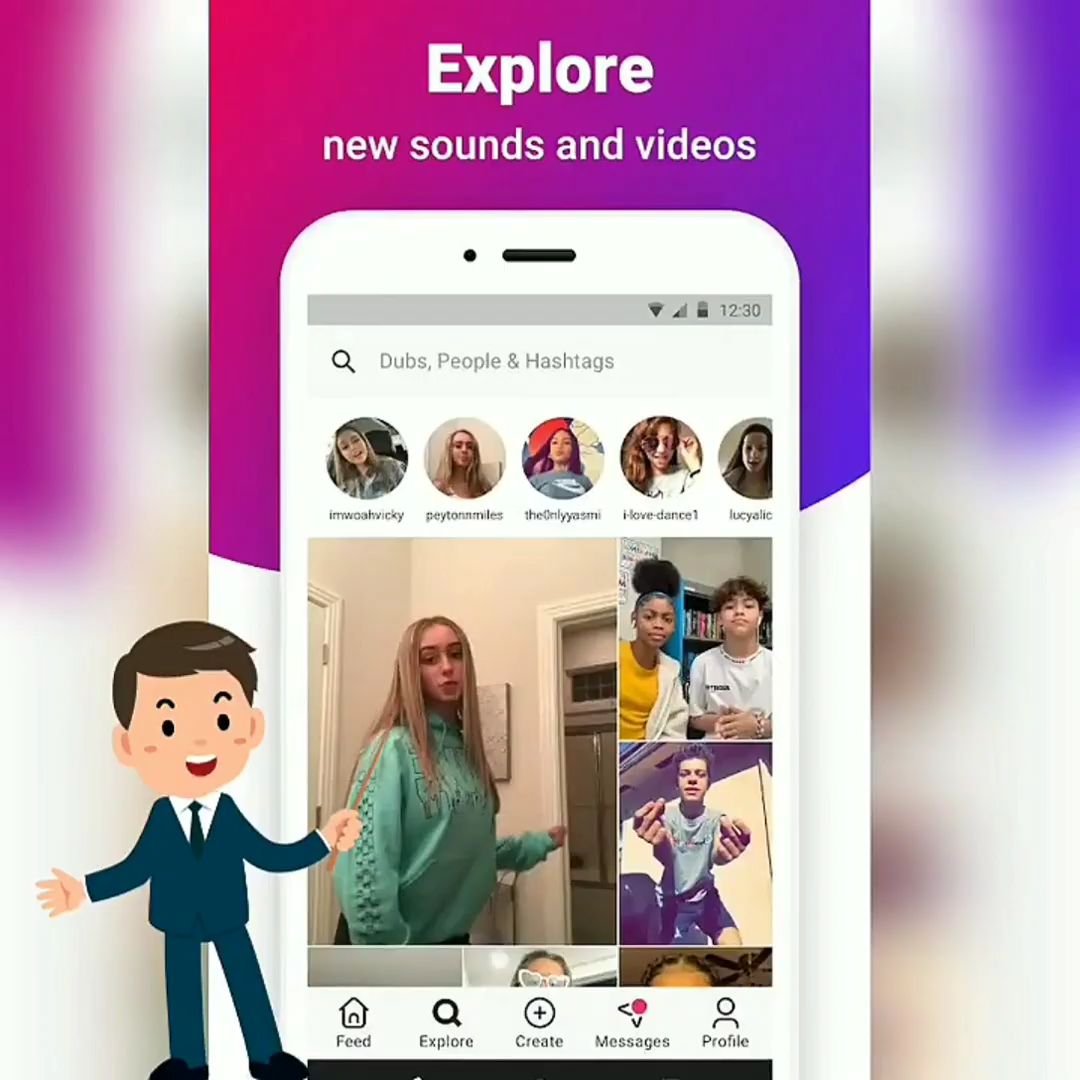 Explore
new sounds and videos
12:30
Dubs, People & Hashtags
imwoahvicky peytonnmiles the0nlyyasmi i-love-dance1 lucyalic
Feed Explore Create Messages Profile